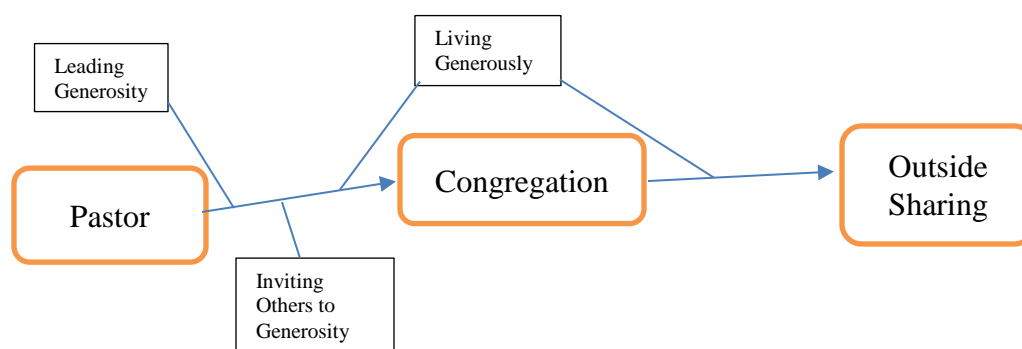 Leading
Generosity
Living
Generously
Pastor
Congregation
Outside
Sharing
Inviting
Others to
Generosity